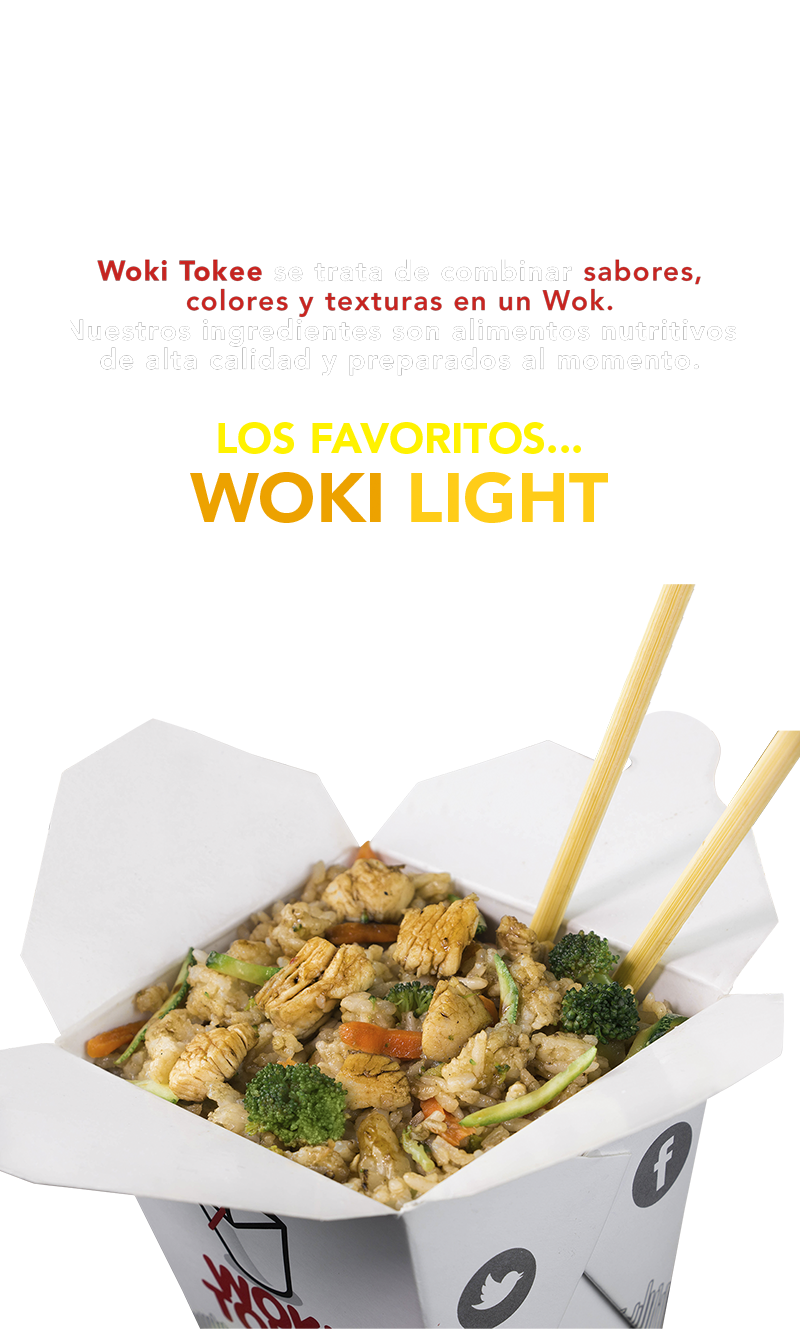 Woki Tokee se trata de combinar sabores,
colores y texturas en un Wok.
Nuestros ingredientes son alimentos nutritivos
de alta calidad y preparados al momento.
LOS FAVORITOS...
WOKI LIGHT
WOKI